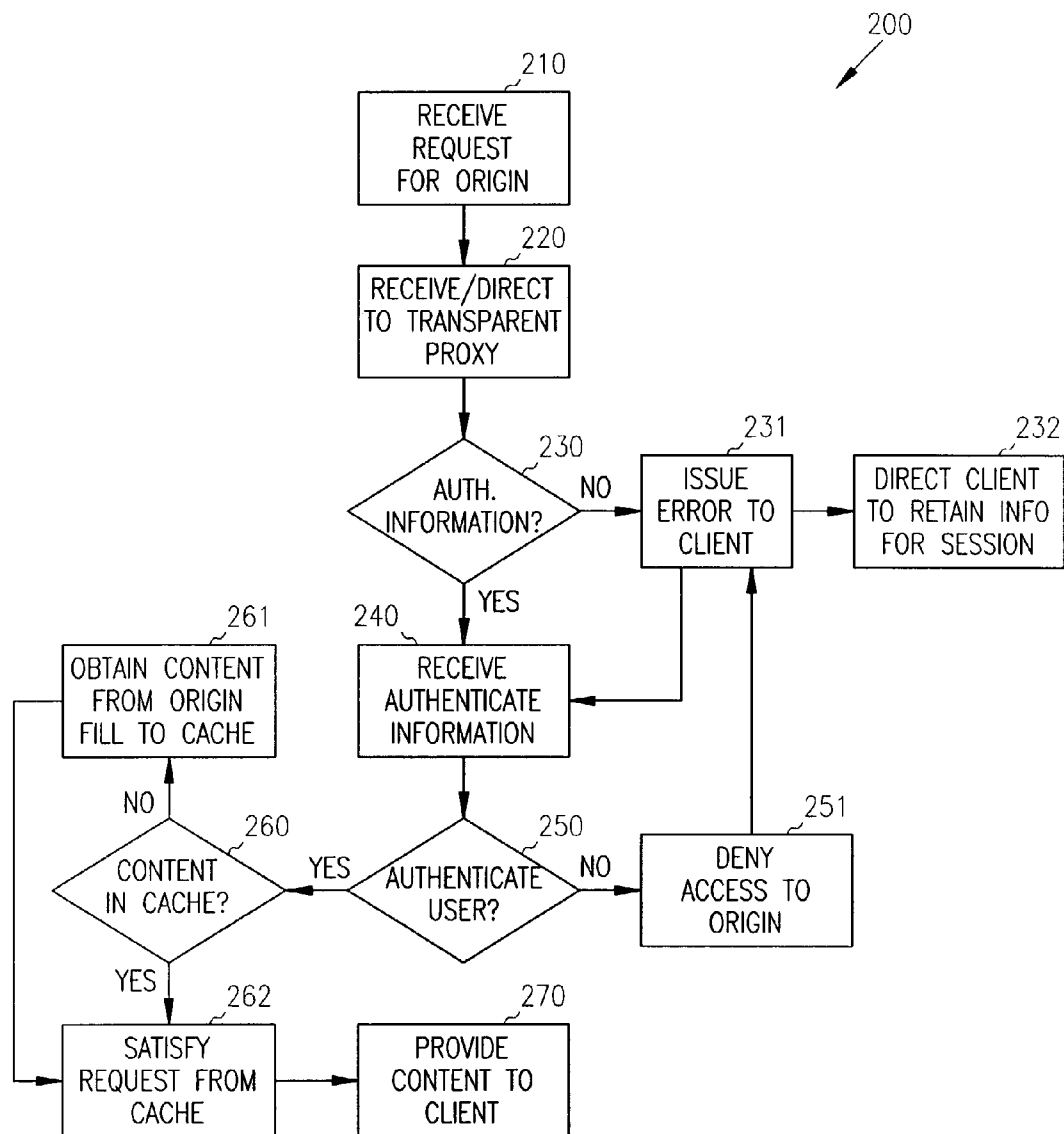 200
210
RECEIVE
REQUEST
FOR ORIGIN
220
RECEIVE/DIRECT
TO TRANSPARENT
PROXY
230
AUTH.
INFORMATION?
NO
YES
231
ISSUE
ERROR TO
CLIENT
232
DIRECT CLIENT
TO RETAIN INFO
FOR SESSION
240
RECEIVE
AUTHENTICATE
INFORMATION
261
OBTAIN CONTENT
FROM ORIGIN
FILL TO CACHE
NO
260
CONTENT
IN CACHE?
YES
YES
250
AUTHENTICATE
USER?
NO
251
DENY
ACCESS TO
ORIGIN
262
SATISFY
REQUEST FROM
CACHE
270
PROVIDE
CONTENT TO
CLIENT